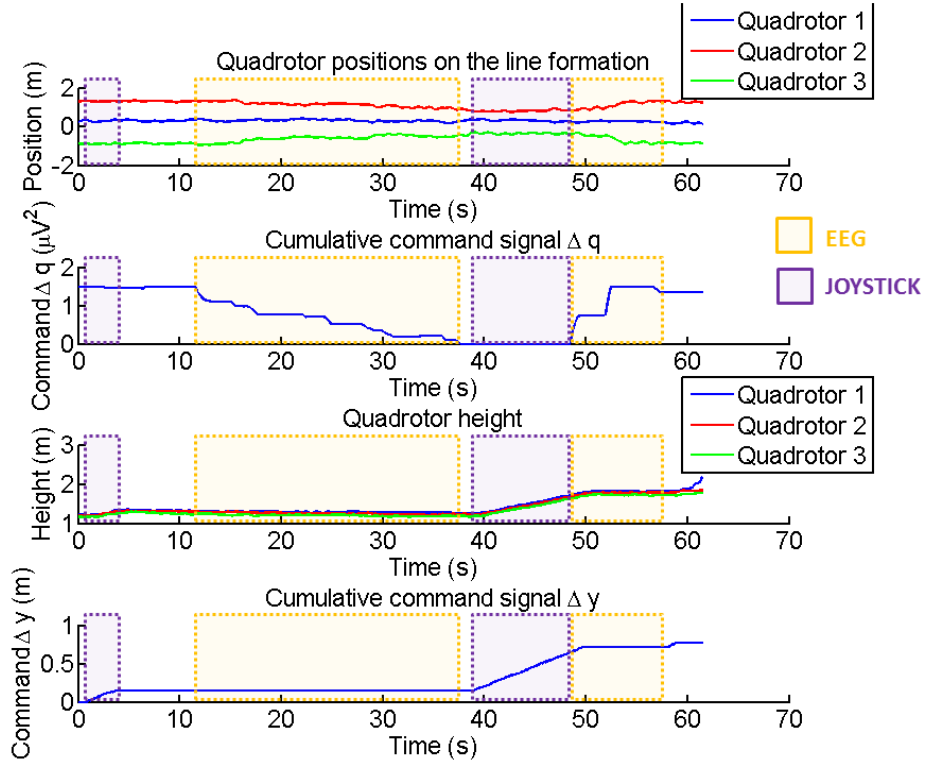 Quadrotor 1
Quadrotor 2
Quadrotor 3
Quadrotor positions on the line formation
Position (m)
2
0
-2
0 10 20 30 40 50 60 70
Time (s)
Cumulative command signal Δ q
Command Δ q (μV²)
2
1
0
0 10 20 30 40 50 60 70
Time (s)
EEG
JOYSTICK
Quadrotor 1
Quadrotor 2
Quadrotor 3
Quadrotor height
Height (m)
3
2
1
0 10 20 30 40 50 60 70
Time (s)
Cumulative command signal Δ y
Command Δ y (m)
1
0.5
0
0 10 20 30 40 50 60 70
Time (s)